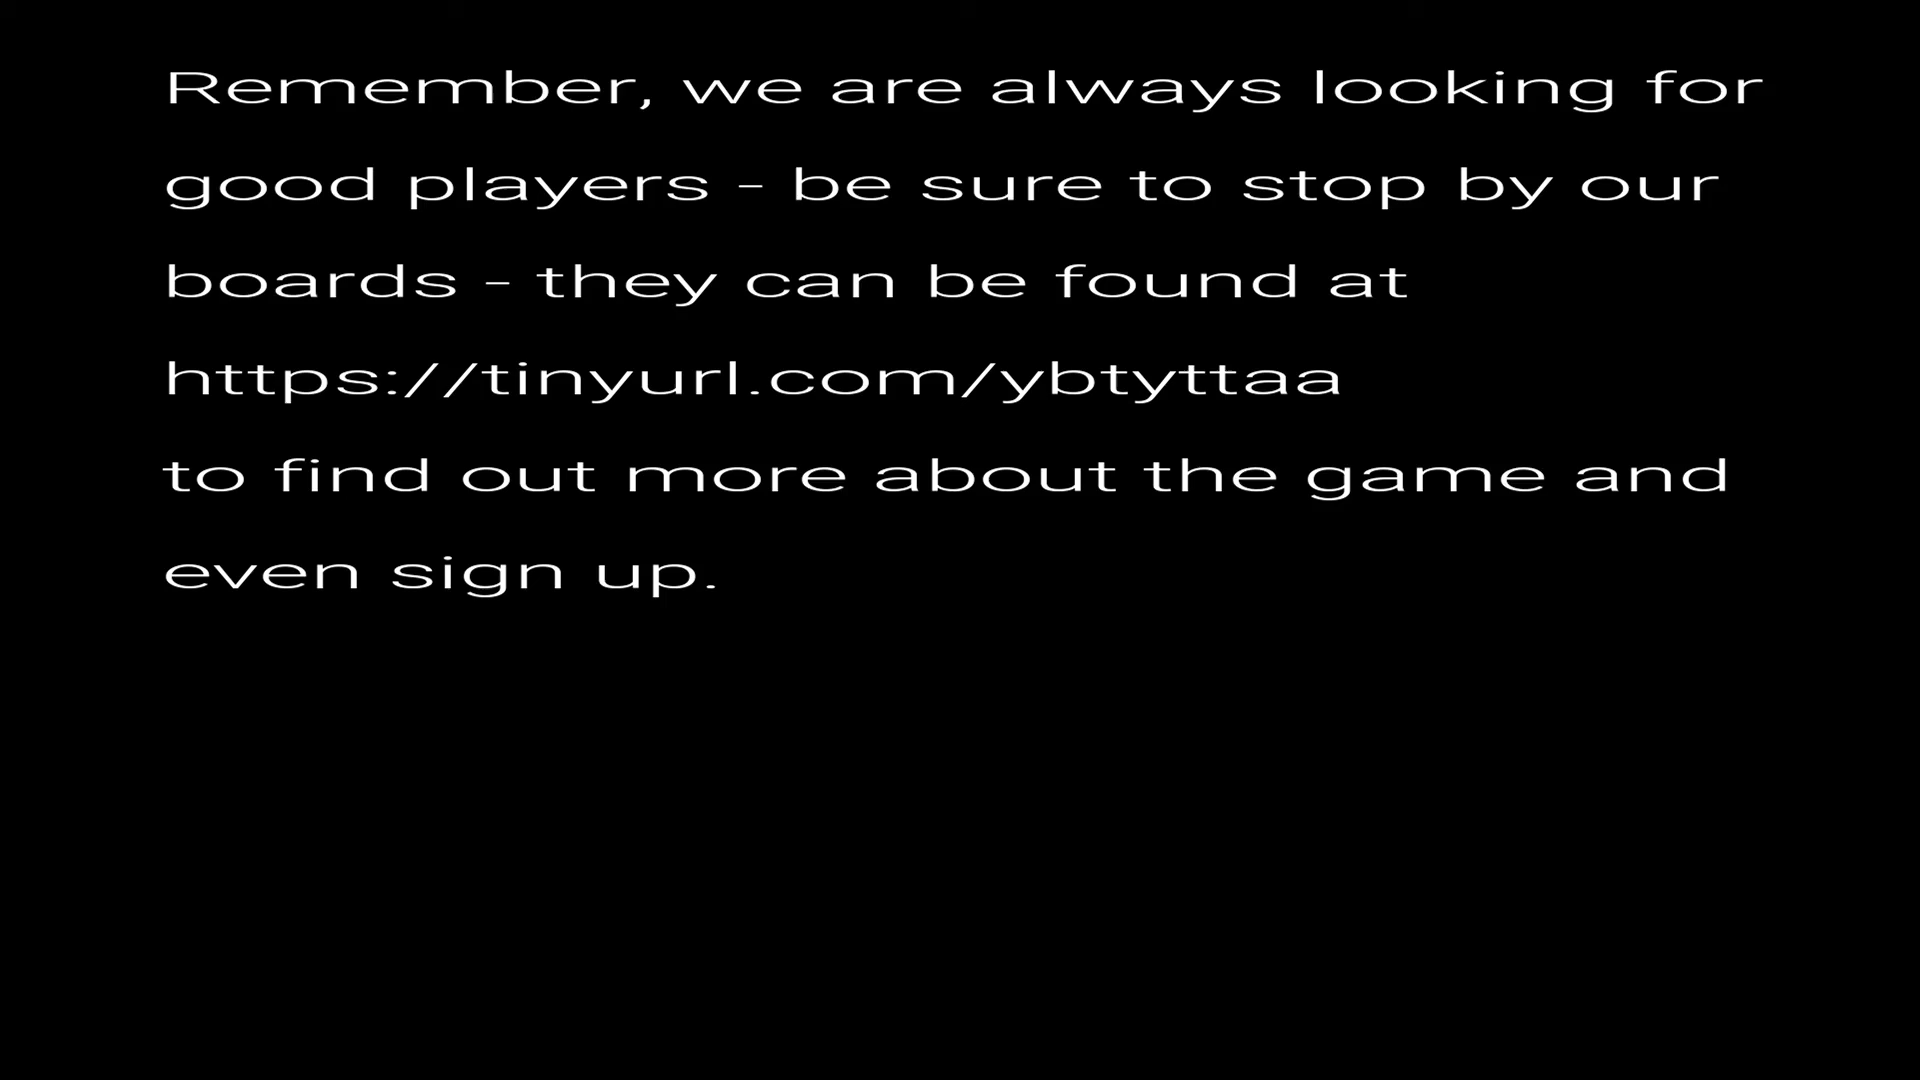 Remember, we are always looking for
good players - be sure to stop by our
boards - they can be found at
https://tinyurl.com/ybtyttaa
to find out more about the game and
even sign up.